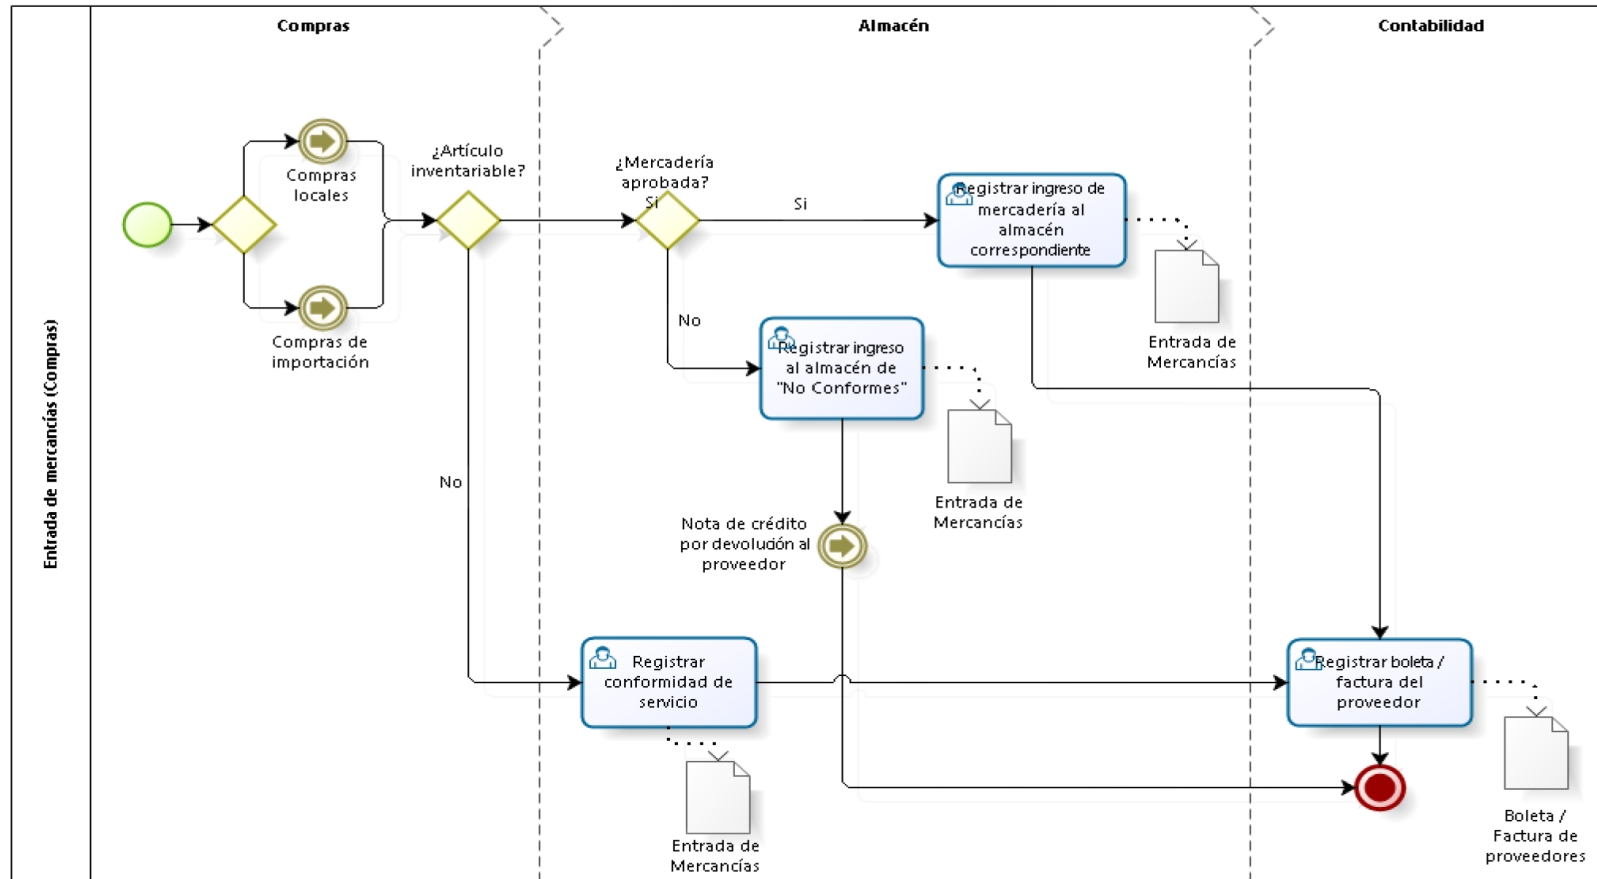 Compras
Almacén
Contabilidad
Entrada de mercancías (Compras)
Compras
locales
Compras de
importación
¿Artículo
inventariable?
No
¿Mercadería
aprobada?
Si
Si
No
Registrar ingreso de
mercadería al
almacén
correspondiente
Entrada de
Mercancías
Registrar ingreso
al almacén de
"No Conformes"
Entrada de
Mercancías
Nota de crédito
por devolución al
proveedor
Registrar
conformidad de
servicio
Entrada de
Mercancías
Registrar boleta /
factura del
proveedor
Boleta /
Factura de
proveedores